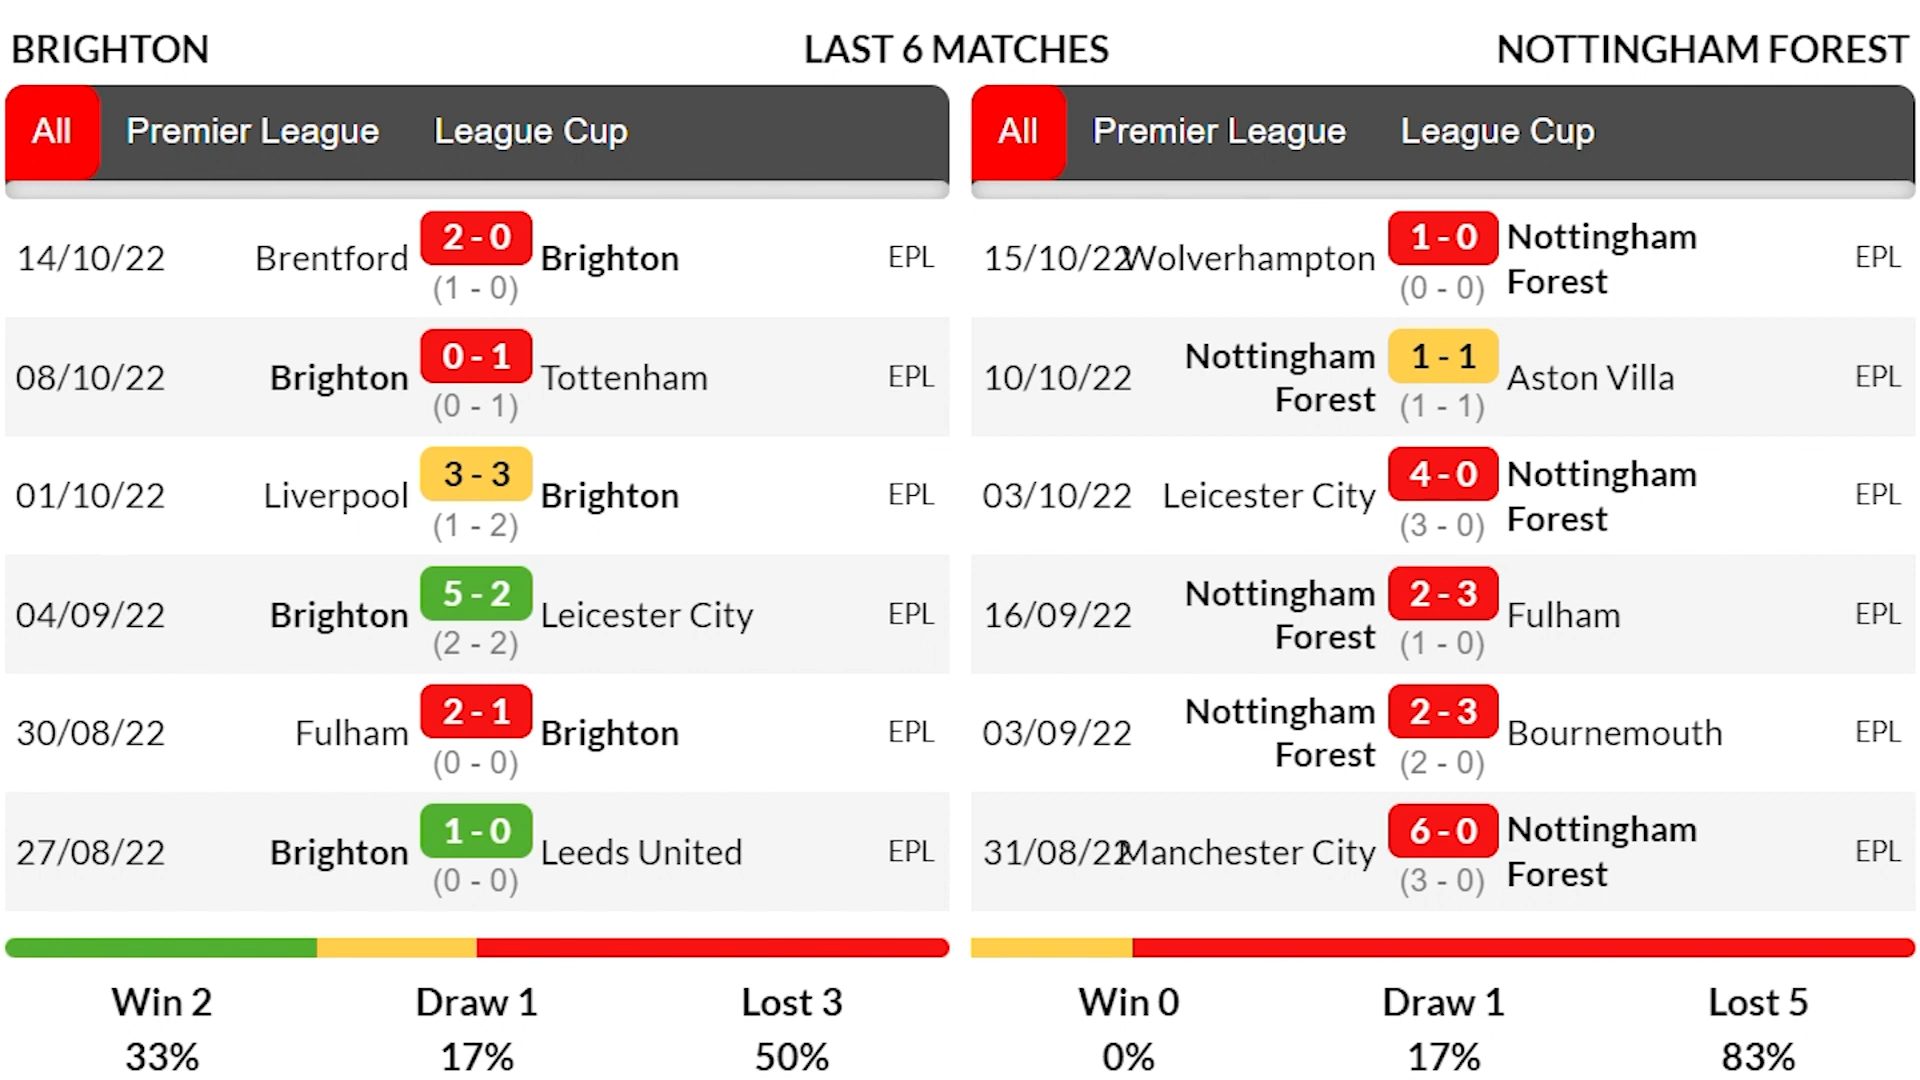 BRIGHTON LAST 6 MATCHES NOTTINGHAM FOREST
All Premier League League Cup
14/10/22 Brentford 2 - 0 Brighton EPL
(1 - 0)
08/10/22 Brighton 0 - 1 Tottenham EPL
(0 - 1)
01/10/22 Liverpool 3 - 3 Brighton EPL
(1 - 2)
04/09/22 Brighton 5 - 2 Leicester City EPL
(2 - 2)
30/08/22 Fulham 2 - 1 Brighton EPL
(0 - 0)
27/08/22 Brighton 1 - 0 Leeds United EPL
(0 - 0)
Win 2 Draw 1 Lost 3
33% 17% 50%
All Premier League League Cup
15/10/22 Wolverhampton 1 - 0 Nottingham Forest EPL
(0 - 0)
10/10/22 Nottingham Forest 1 - 1 Aston Villa EPL
(1 - 1)
03/10/22 Leicester City 4 - 0 Nottingham Forest EPL
(3 - 0)
16/09/22 Nottingham Forest 2 - 3 Fulham EPL
(1 - 0)
03/09/22 Nottingham Forest 2 - 3 Bournemouth EPL
(2 - 0)
31/08/22 Manchester City 6 - 0 Nottingham Forest EPL
(3 - 0)
Win 0 Draw 1 Lost 5
0% 17% 83%